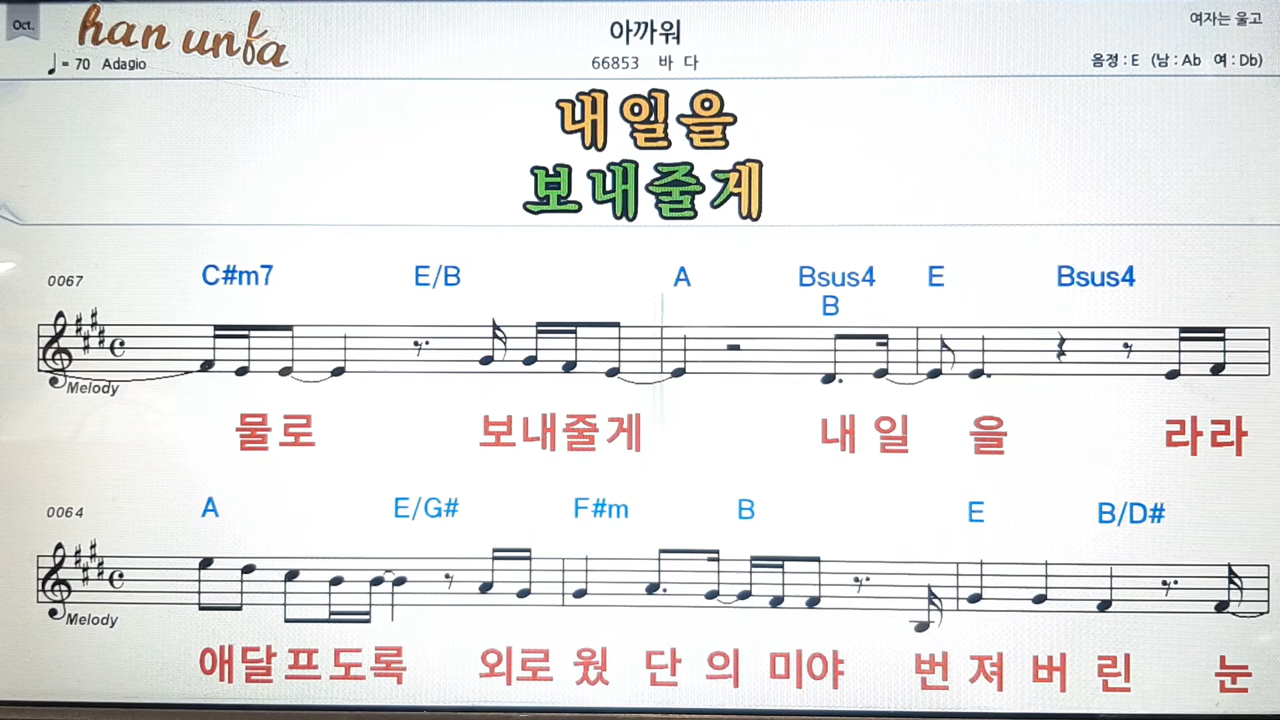 Oct.
han unfa
여자는 울고
아까워
♩= 70 Adagio
66853 바 다
음정 : E (남 : Ab 여 : Db)
내일을
보내줄게
0067
C#m7 E/B A Bsus4 E Bsus4
B
Melody
물로 보내줄게 내 일 을 라라
0064
A E/G# F#m B E B/D#
Melody
애달프도록 외로 웠 단 의 미야 번 져 버 린 눈